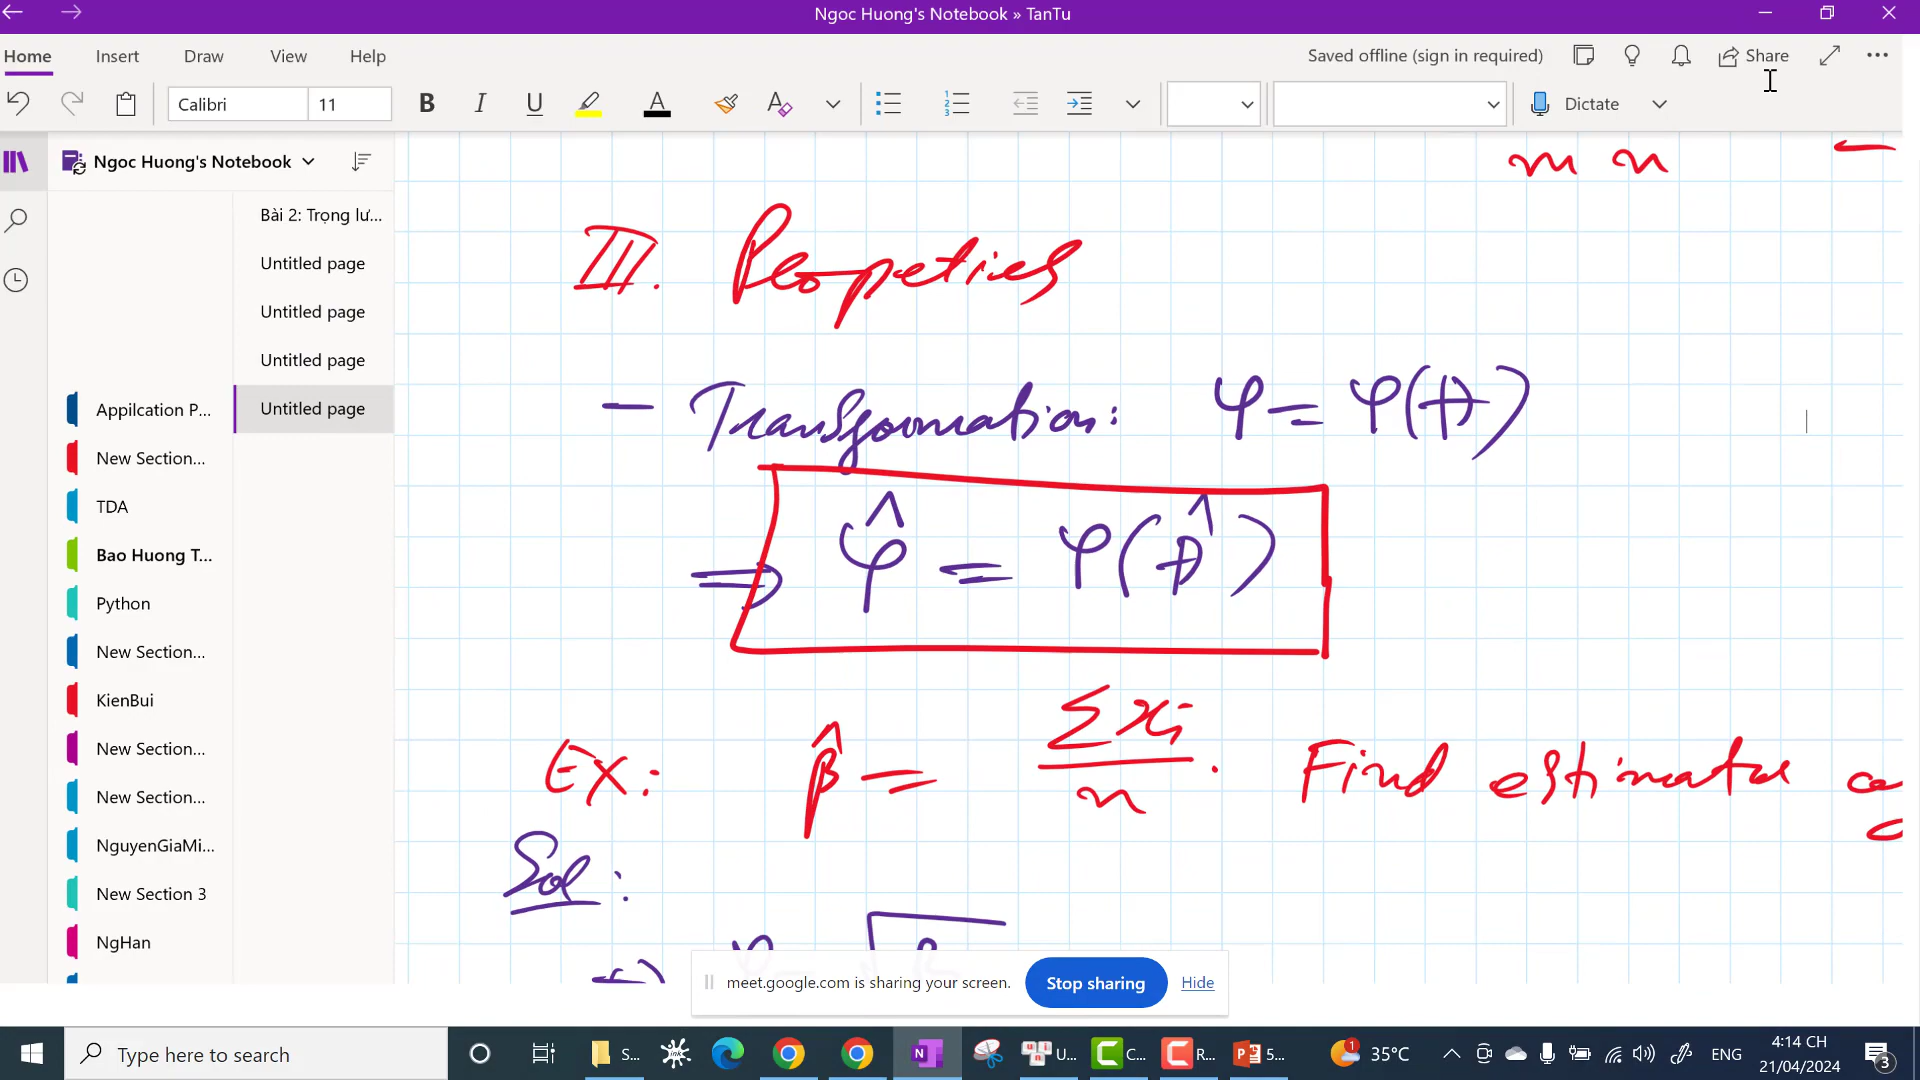 Ngoc Huong's Notebook » TanTu
Home Insert Draw View Help Saved offline (sign in required) Share
Calibri 11 B I U A Dictate
Ngoc Huong's Notebook
Bài 2: Trọng lư...
Untitled page
Untitled page
Untitled page
Untitled page
Appilcation P...
New Section...
TDA
Bao Huong T...
Python
New Section...
KienBui
New Section...
New Section...
NguyenGiaMi...
New Section 3
NgHan
m n
III. Properties
- Transformation: φ = φ(θ)
⇒ φ̂ = φ(θ̂)
Ex: β̂ = Σxi / n . Find estimator
Sol:
meet.google.com is sharing your screen. Stop sharing Hide
Type here to search
S... U... C... R... 5... 35°C ENG 4:14 CH
21/04/2024 3